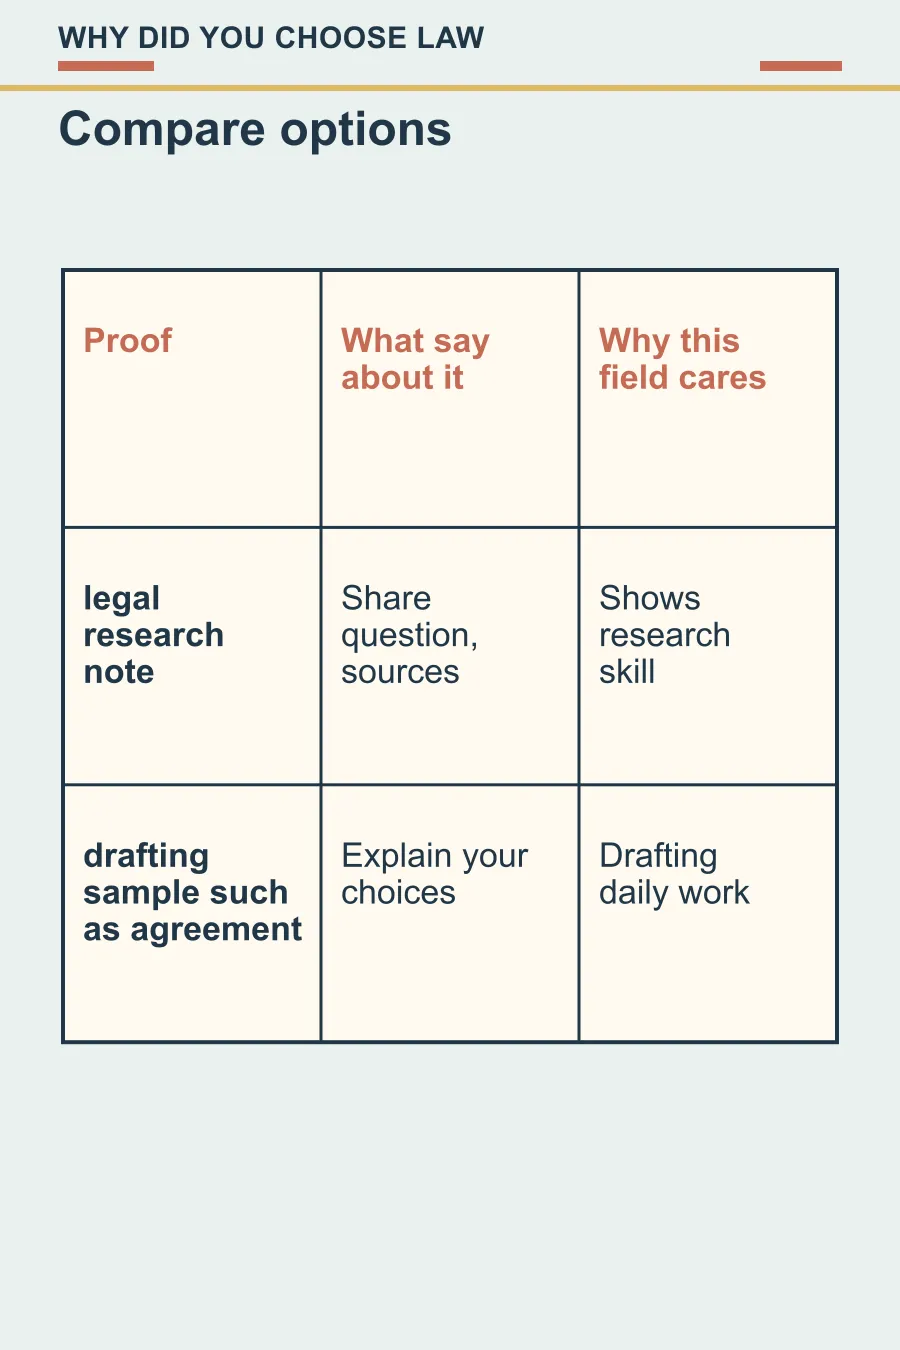 WHY DID YOU CHOOSE LAW
Compare options
Proof
What say
about it
Why this
field cares
legal
research
note
Share
question,
sources
Shows
research
skill
drafting
sample such
as agreement
Explain your
choices
Drafting
daily work